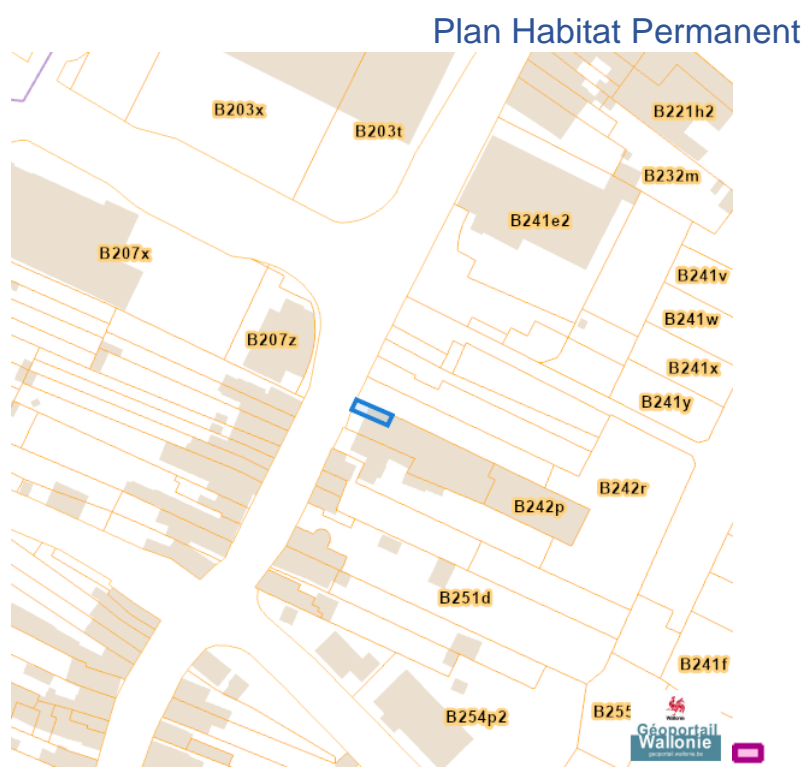 Plan Habitat Permanent
B203x
B203t
B221h2
B232m
B241e2
B207x
B241v
B241w
B207z
B241x
B241y
B242r
B242p
B251d
B241f
B254p2
B255
Wallonie
Géoportail
Wallonie
geoportail.wallonie.be